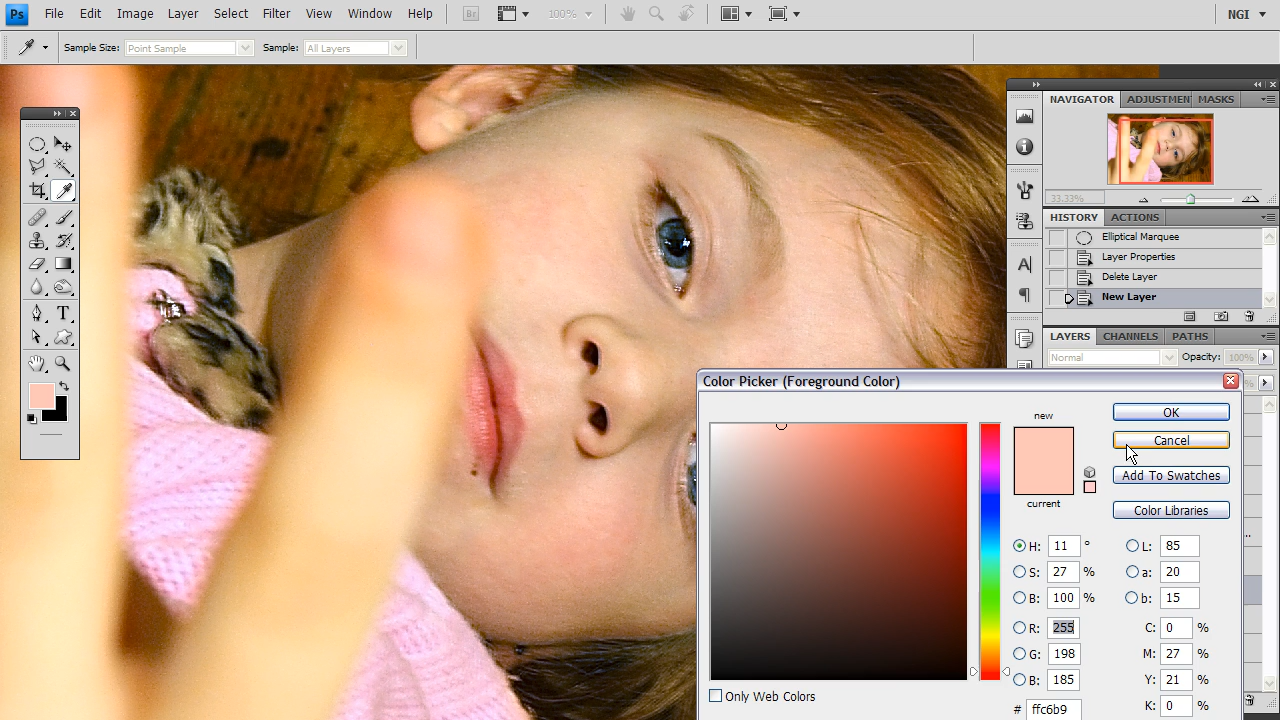 Ps File Edit Image Layer Select Filter View Window Help Br 100% NGI
Sample Size: Point Sample Sample: All Layers
NAVIGATOR ADJUSTMEN MASKS
33.33%
HISTORY ACTIONS
Elliptical Marquee
Layer Properties
Delete Layer
New Layer
LAYERS CHANNELS PATHS
Normal Opacity: 100%
Color Picker (Foreground Color)
new
current
OK
Cancel
Add To Swatches
Color Libraries
H: 11 ° L: 85
S: 27 % a: 20
B: 100 % b: 15
R: 255 C: 0 %
G: 198 M: 27 %
B: 185 Y: 21 %
# ffc6b9 K: 0 %
Only Web Colors